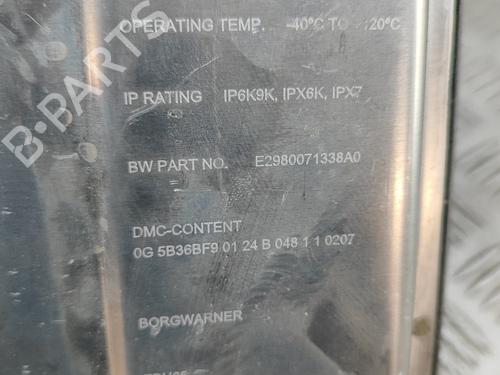 OPERATING TEMP. -40°C TO 120°C
IP RATING IP6K9K, IPX6K, IPX7
BW PART NO. E2980071338A0
DMC-CONTENT
0G 5B36BF9 01 24 B 048 1 1 0207
BORGWARNER
B-PARTS